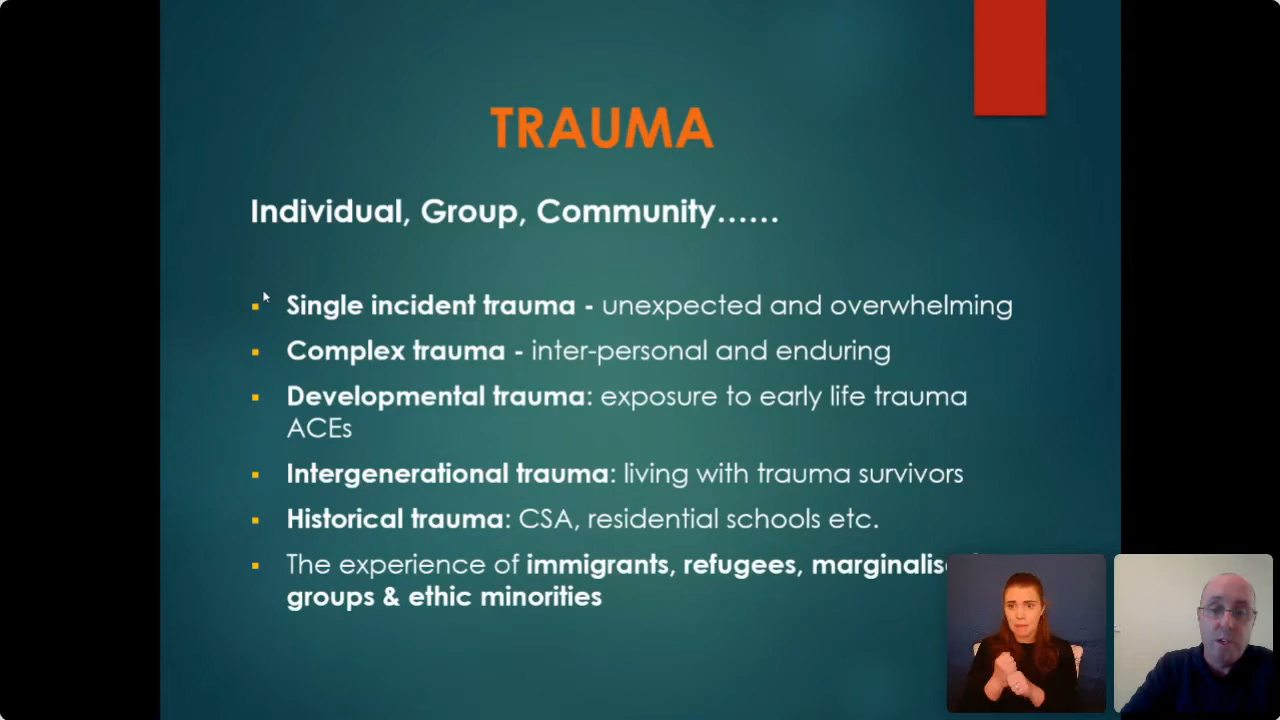 TRAUMA
Individual, Group, Community......
Single incident trauma - unexpected and overwhelming
Complex trauma - inter-personal and enduring
Developmental trauma: exposure to early life trauma
ACEs
Intergenerational trauma: living with trauma survivors
Historical trauma: CSA, residential schools etc.
The experience of immigrants, refugees,
groups & ethic minorities